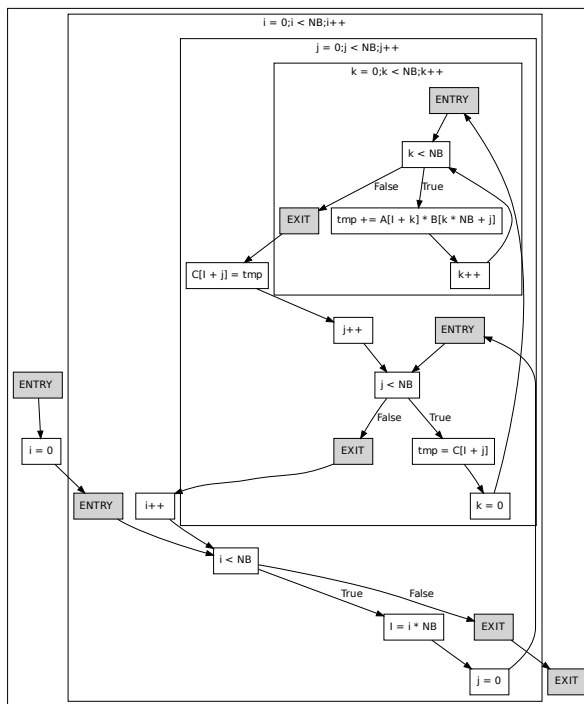 i = 0;i < NB;i++
j = 0;j < NB;j++
k = 0;k < NB;k++
ENTRY
k < NB
False
True
EXIT
tmp += A[I + k] * B[k * NB + j]
C[I + j] = tmp
k++
j++
ENTRY
ENTRY
j < NB
False
True
i = 0
EXIT
tmp = C[I + j]
ENTRY
i++
k = 0
i < NB
True
False
I = i * NB
EXIT
j = 0
EXIT